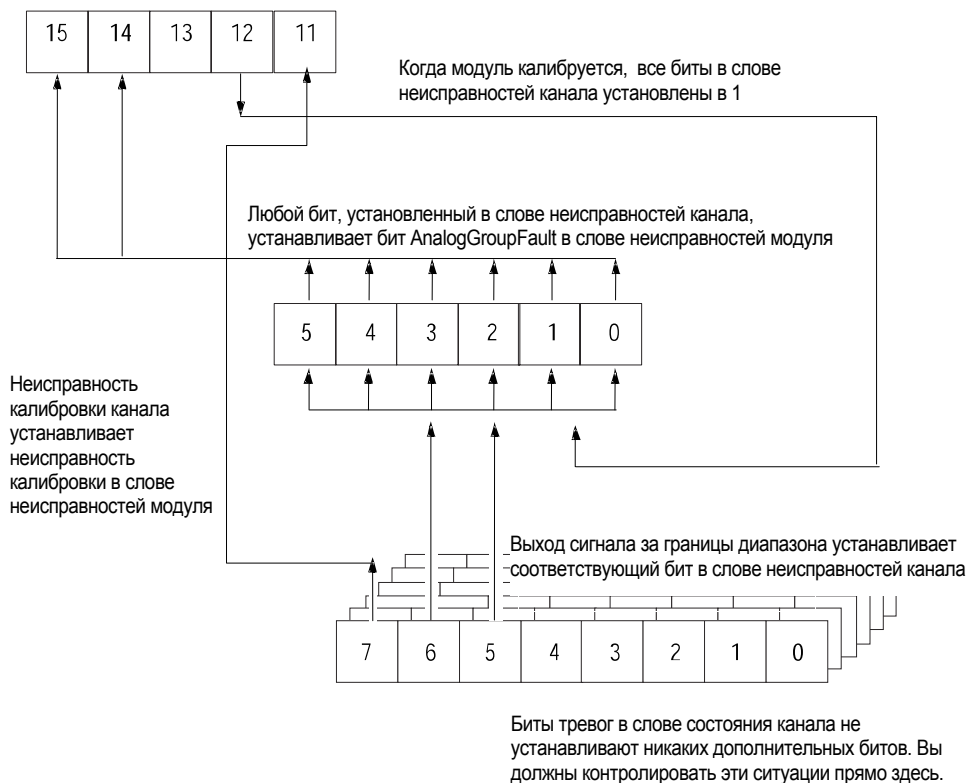 15 14 13 12 11
Когда модуль калибруется, все биты в слове
неисправностей канала установлены в 1
Любой бит, установленный в слове неисправностей канала,
устанавливает бит AnalogGroupFault в слове неисправностей модуля
5 4 3 2 1 0
Неисправность
калибровки канала
устанавливает
неисправность
калибровки в слове
неисправностей модуля
Выход сигнала за границы диапазона устанавливает
соответствующий бит в слове неисправностей канала
7 6 5 4 3 2 1 0
Биты тревог в слове состояния канала не
устанавливают никаких дополнительных битов. Вы
должны контролировать эти ситуации прямо здесь.